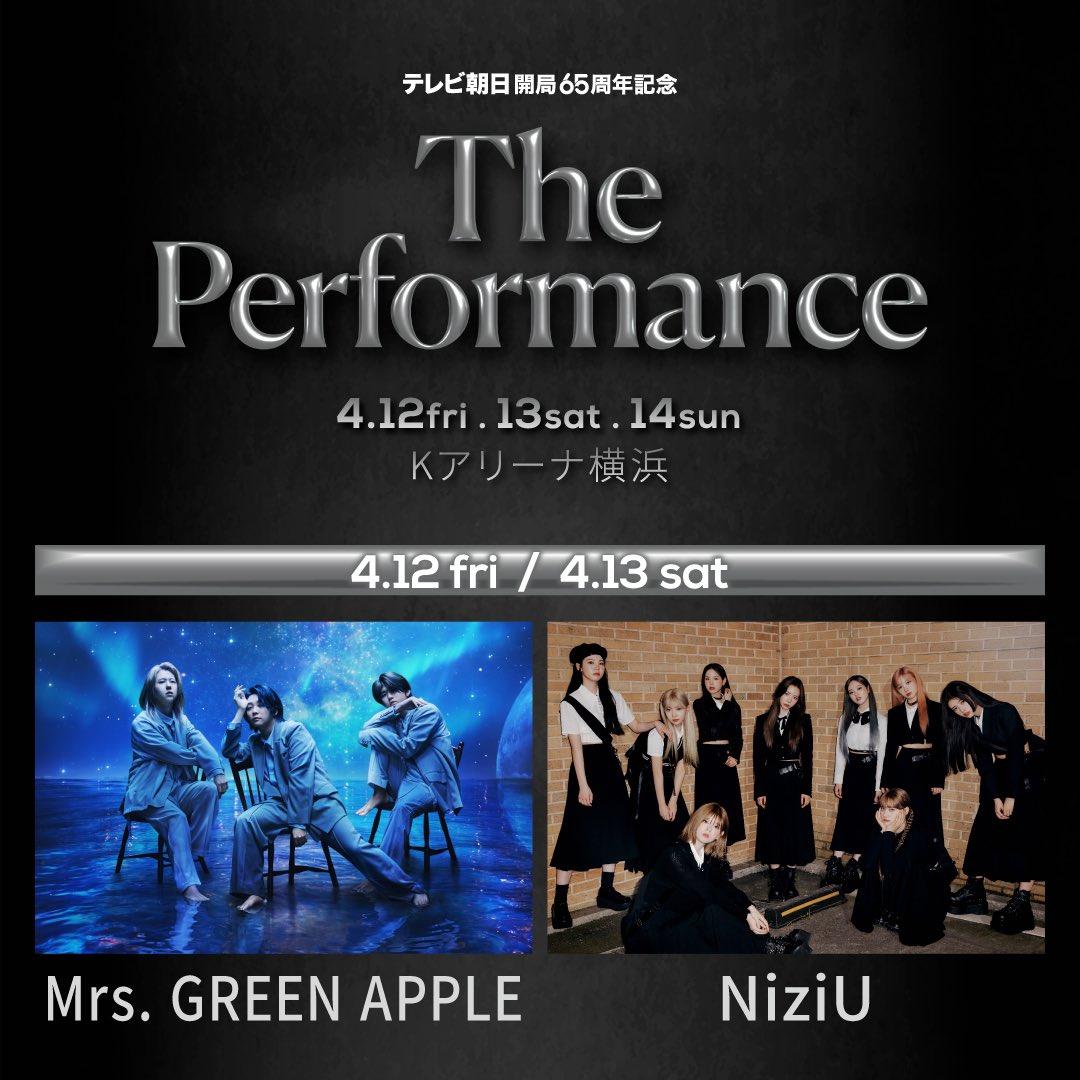 テレビ朝日開局65周年記念
The
Performance
4.12fri . 13sat . 14sun
Kアリーナ横浜
4.12 fri / 4.13 sat
Mrs. GREEN APPLE
NiziU